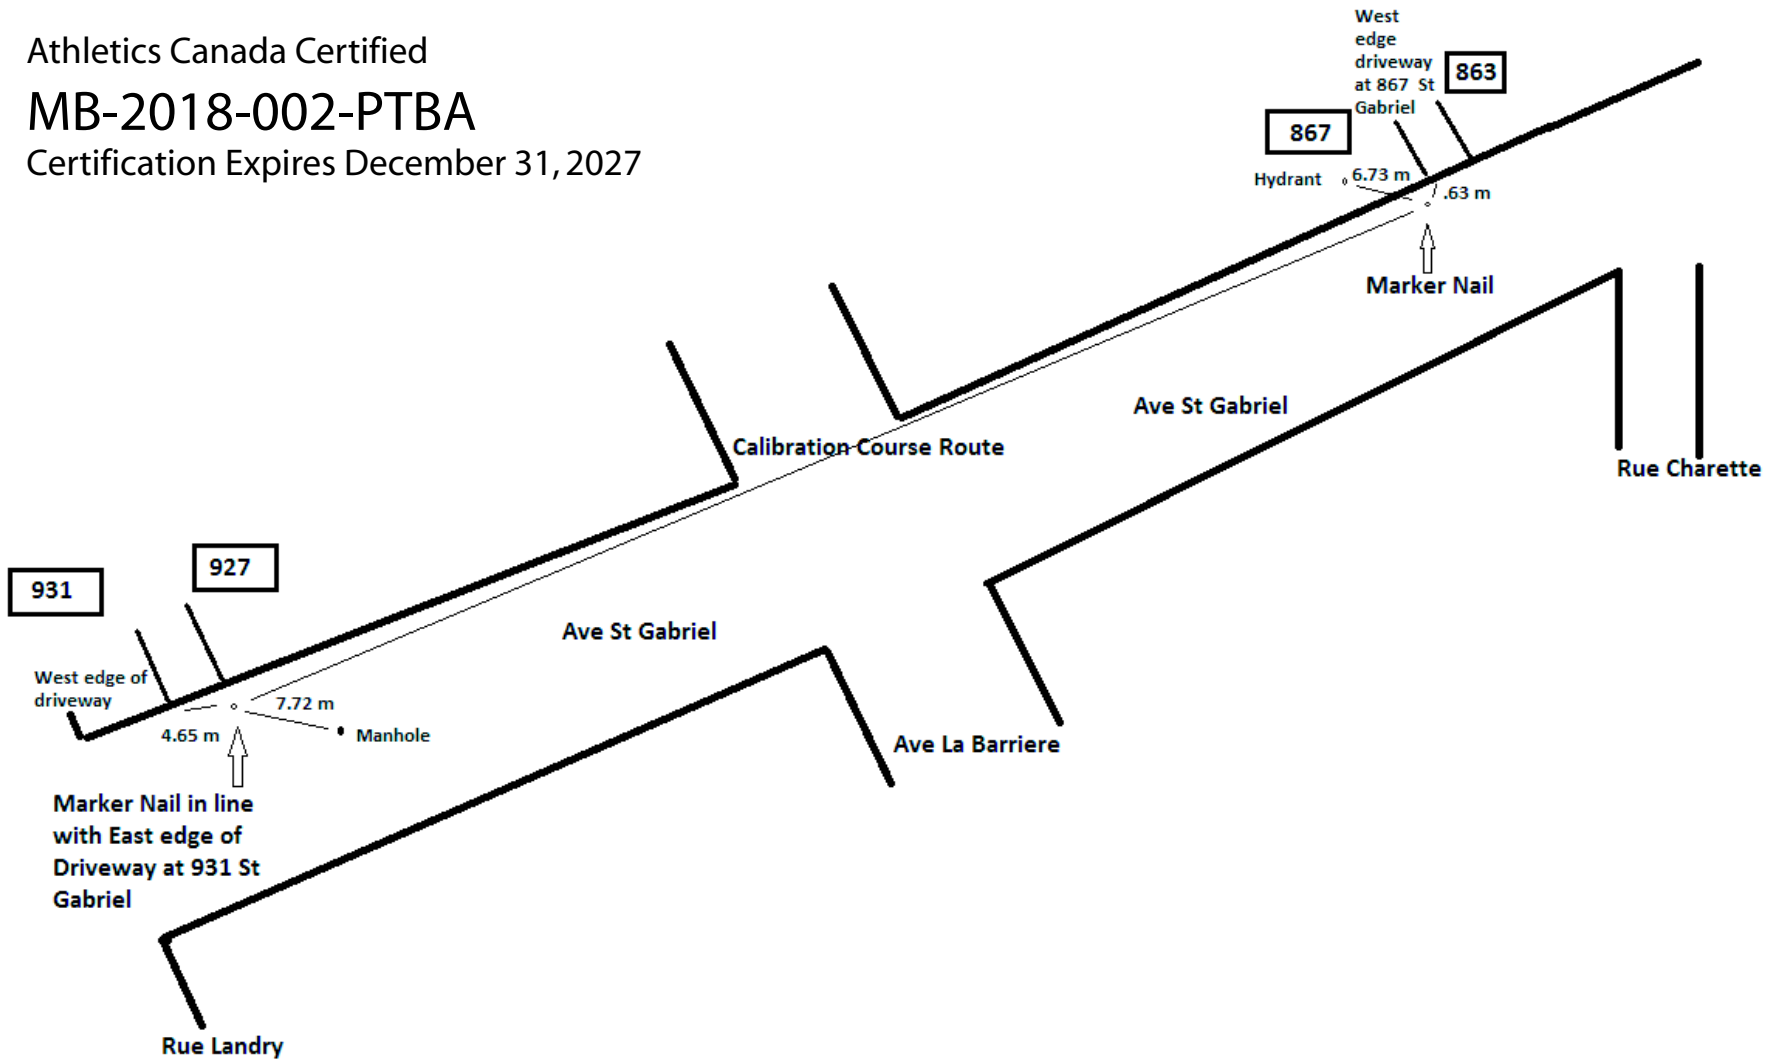 Athletics Canada Certified
MB-2018-002-PTBA
Certification Expires December 31, 2027
West
edge
driveway
at 867 St
Gabriel
863
867
Hydrant
6.73 m
.63 m
Marker Nail
Ave St Gabriel
Calibration Course Route
Rue Charette
927
931
Ave St Gabriel
West edge of
driveway
7.72 m
4.65 m
Manhole
Ave La Barriere
Marker Nail in line
with East edge of
Driveway at 931 St
Gabriel
Rue Landry